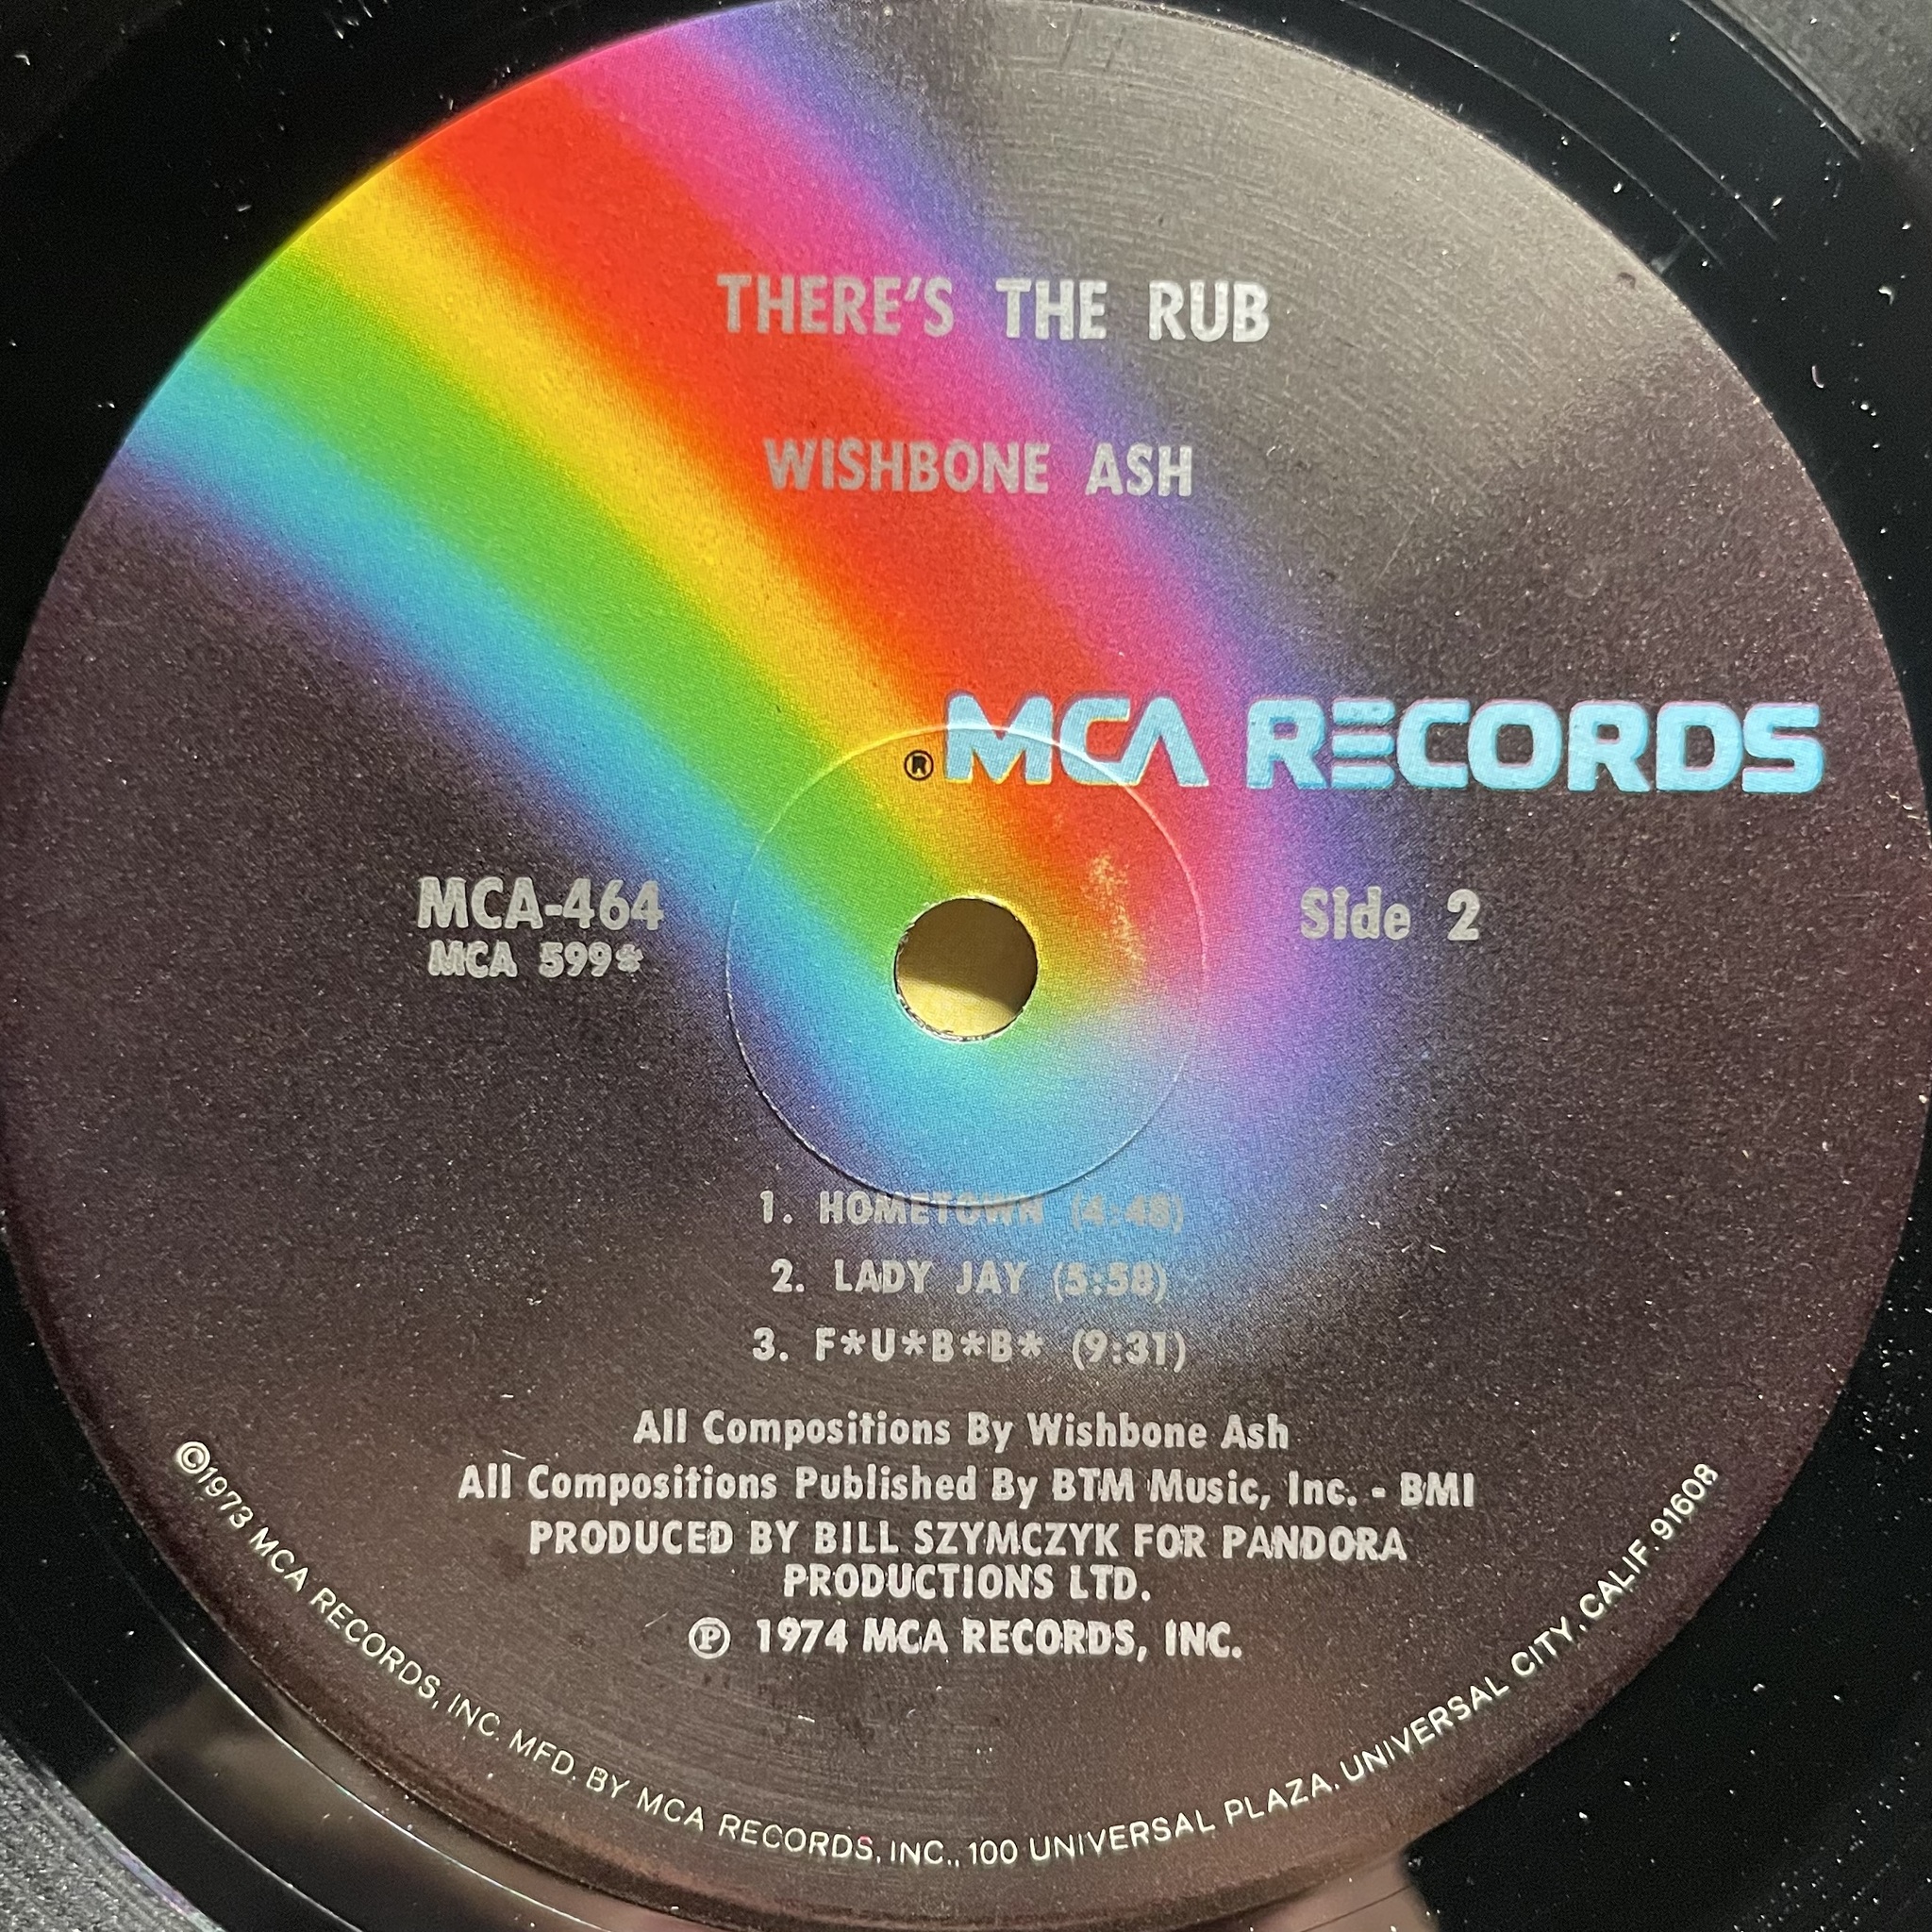 THERE'S THE RUB
WISHBONE ASH
® MCA RECORDS
MCA-464
MCA 599*
Side 2
1. HOMETOWN (4:48)
2. LADY JAY (5:58)
3. F*U*B*B* (9:31)
All Compositions By Wishbone Ash
All Compositions Published By BTM Music, Inc. - BMI
PRODUCED BY BILL SZYMCZYK FOR PANDORA
PRODUCTIONS LTD.
℗ 1974 MCA RECORDS, INC.
©1973 MCA RECORDS, INC. MFD. BY MCA RECORDS, INC., 100 UNIVERSAL PLAZA, UNIVERSAL CITY, CALIF. 91608